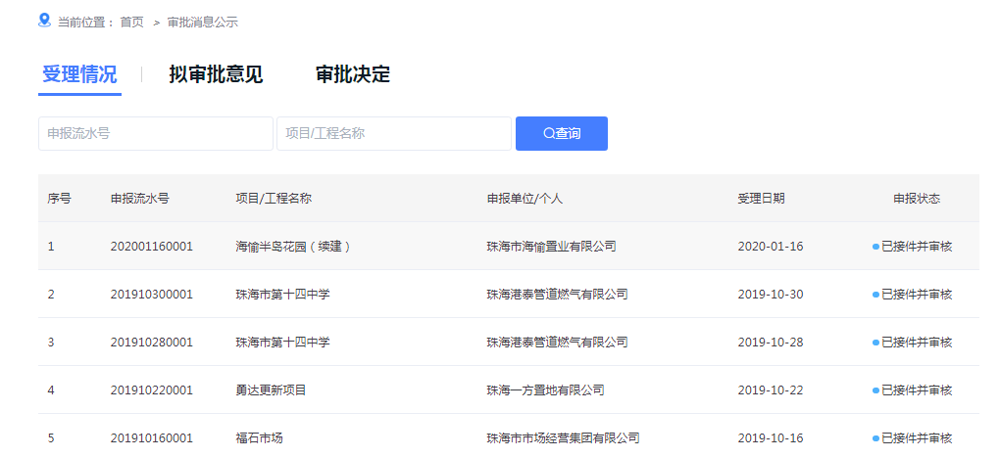 当前位置： 首页 > 审批消息公示
受理情况 拟审批意见 审批决定
申报流水号 项目/工程名称 查询
序号 申报流水号 项目/工程名称 申报单位/个人 受理日期 申报状态
1 202001160001 海愉半岛花园（续建） 珠海市海愉置业有限公司 2020-01-16 已接件并审核
2 201910300001 珠海市第十四中学 珠海港泰管道燃气有限公司 2019-10-30 已接件并审核
3 201910280001 珠海市第十四中学 珠海港泰管道燃气有限公司 2019-10-28 已接件并审核
4 201910220001 勇达更新项目 珠海一方置地有限公司 2019-10-22 已接件并审核
5 201910160001 福石市场 珠海市市场经营集团有限公司 2019-10-16 已接件并审核